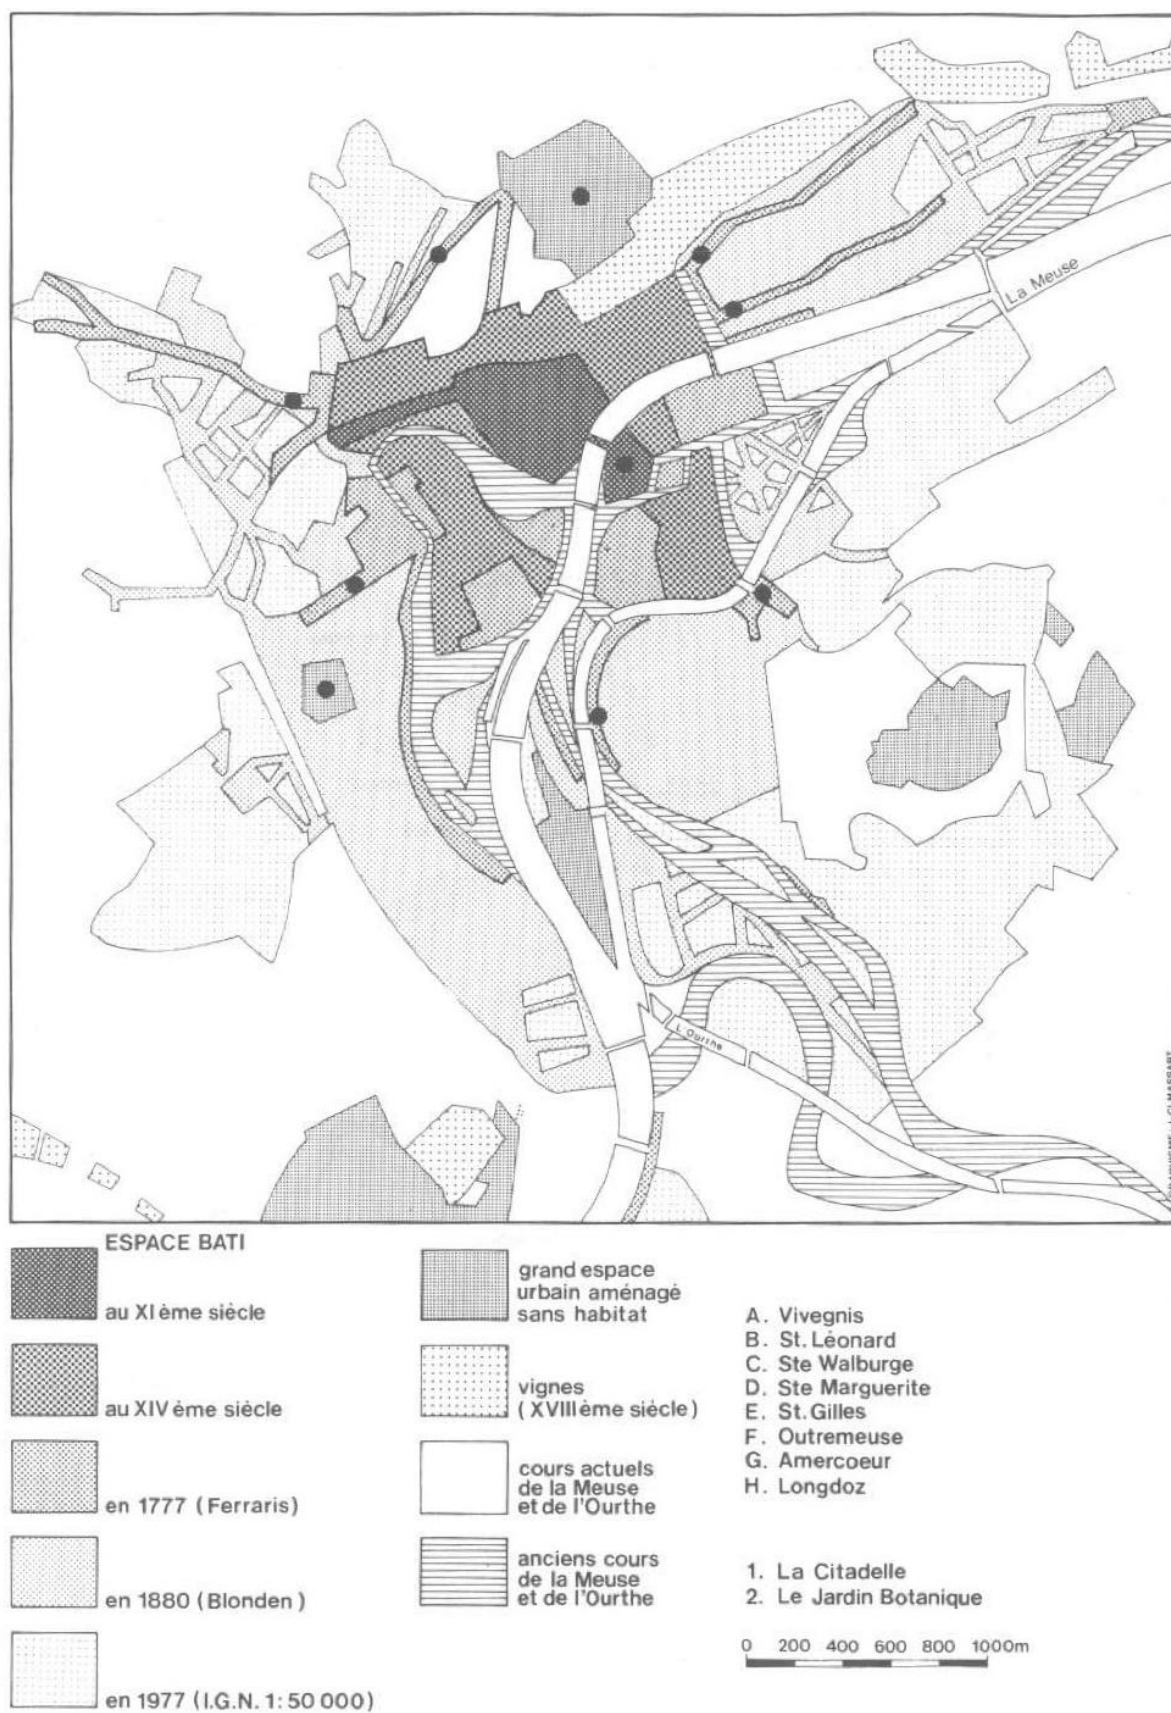 La Meuse
L'Ourthe
ESPACE BATI
au XIème siècle
au XIVème siècle
en 1777 (Ferraris)
en 1880 (Blonden)
en 1977 (I.G.N. 1:50 000)
grand espace
urbain aménagé
sans habitat
vignes
(XVIIIème siècle)
cours actuels
de la Meuse
et de l'Ourthe
anciens cours
de la Meuse
et de l'Ourthe
A. Vivegnis
B. St. Léonard
C. Ste Walburge
D. Ste Marguerite
E. St. Gilles
F. Outremeuse
G. Amercoeur
H. Longdoz
1. La Citadelle
2. Le Jardin Botanique
0 200 400 600 800 1000m